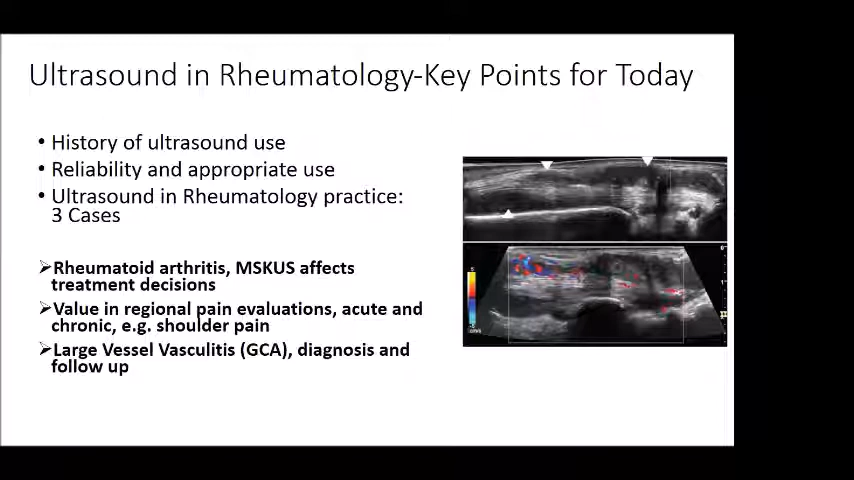 Ultrasound in Rheumatology-Key Points for Today
• History of ultrasound use
• Reliability and appropriate use
• Ultrasound in Rheumatology practice:
3 Cases
➢Rheumatoid arthritis, MSKUS affects
treatment decisions
➢Value in regional pain evaluations, acute and
chronic, e.g. shoulder pain
➢Large Vessel Vasculitis (GCA), diagnosis and
follow up